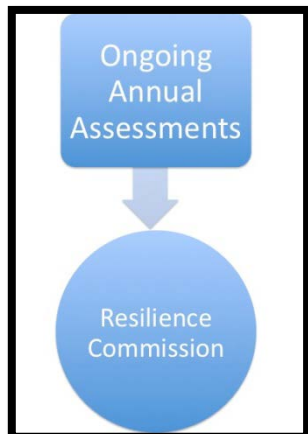 Ongoing
Annual
Assessments
Resilience
Commission